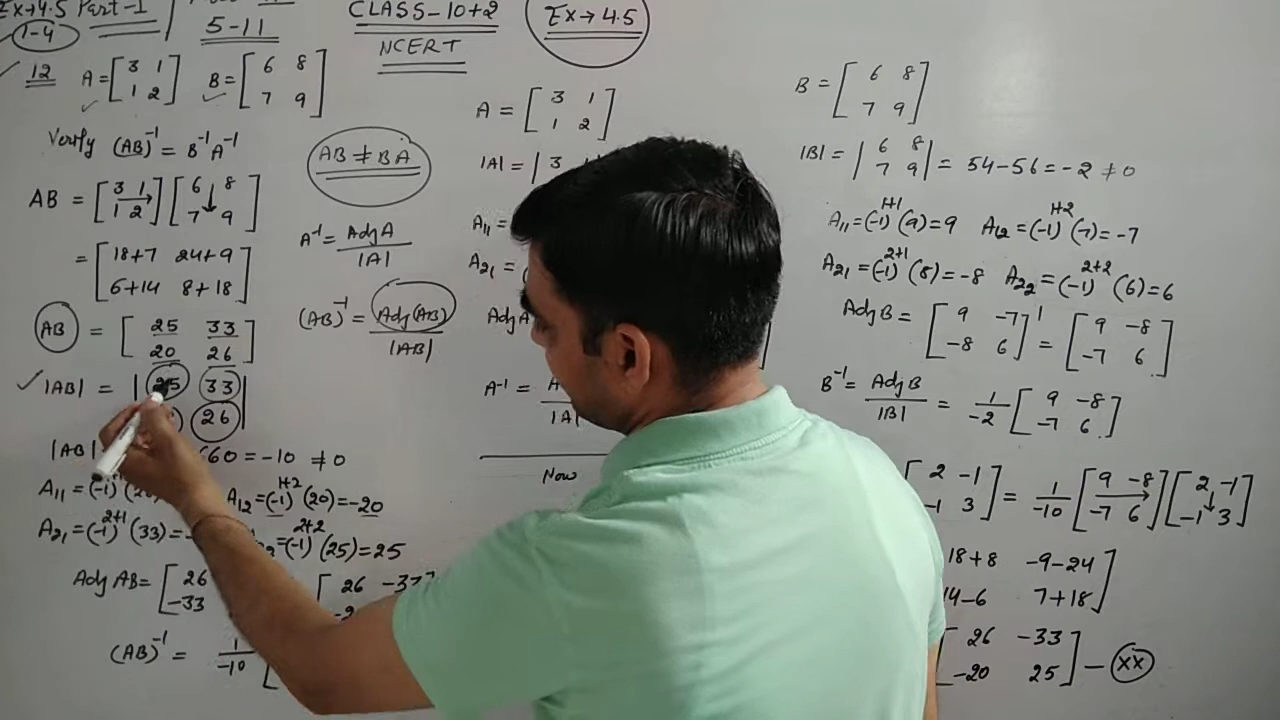 Ex→4.5 Part-1
1-4
5-11
CLASS-10+2
NCERT
Ex→4.5
12 A = [3 1 B = [6 8
1 2] 7 9]
Verify (AB)⁻¹ = B⁻¹A⁻¹
AB = [3 1 [6 8
1 2] 7 9]
= [18+7 24+9
6+14 8+18]
AB = [25 33
20 26]
|AB| = |25 33
26|
|AB| 660 = -10 ≠ 0
A₁₁ = (-1) A₁₂ = (-1)¹⁺² (20) = -20
A₂₁ = (-1)²⁺¹ (33) = (-1)²⁺² (25) = 25
Adj AB = [26 [26
-33
(AB)⁻¹ = 1/-10 [
AB ≠ BA
A⁻¹ = Adj A / |A|
(AB)⁻¹ = Adj(AB) / |AB|
A = [3 1
1 2]
|A| = | 3
A₁₁ =
A₂₁ =
Adj A
A⁻¹ =
|A|
Now
B = [6 8
7 9]
|B| = |6 8
7 9| = 54-56 = -2 ≠ 0
A₁₁ = (-1)¹⁺¹ (9) = 9 A₁₂ = (-1)¹⁺² (7) = -7
A₂₁ = (-1)²⁺¹ (8) = -8 A₂₂ = (-1)²⁺² (6) = 6
Adj B = [9 -7 ' = [9 -8
-8 6] -7 6]
B⁻¹ = Adj B / |B| = 1/-2 [9 -8
-7 6]
[2 -1 = 1/-10 [9 -8 [2 -1
-1 3] -7 6] -1 3]
18+8 -9-24
14-6 7+18]
[26 -33
-20 25] - (xx)